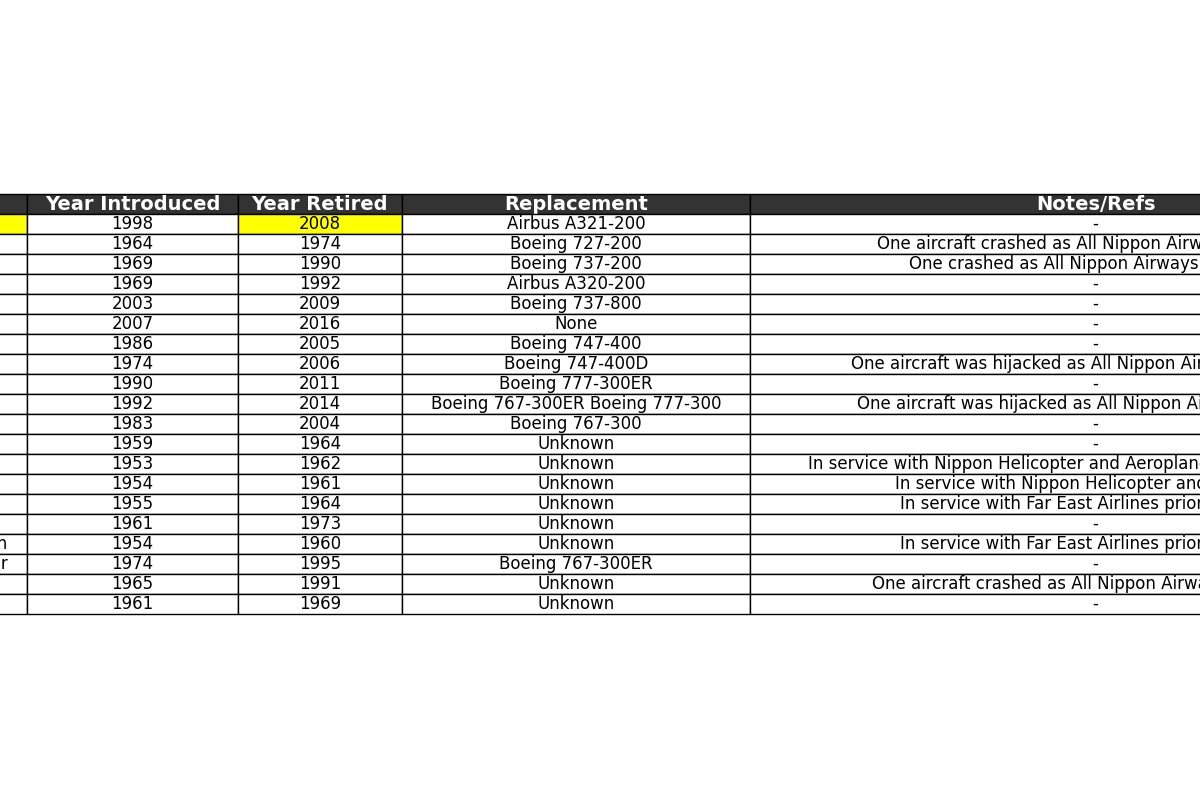 Year Introduced Year Retired Replacement Notes/Refs
1998 2008 Airbus A321-200 -
1964 1974 Boeing 727-200 One aircraft crashed as All Nippon Airw
1969 1990 Boeing 737-200 One crashed as All Nippon Airways
1969 1992 Airbus A320-200 -
2003 2009 Boeing 737-800 -
2007 2016 None -
1986 2005 Boeing 747-400 -
1974 2006 Boeing 747-400D One aircraft was hijacked as All Nippon Air
1990 2011 Boeing 777-300ER -
1992 2014 Boeing 767-300ER Boeing 777-300 One aircraft was hijacked as All Nippon Ai
1983 2004 Boeing 767-300 -
1959 1964 Unknown -
1953 1962 Unknown In service with Nippon Helicopter and Aeroplan
1954 1961 Unknown In service with Nippon Helicopter and
1955 1964 Unknown In service with Far East Airlines prior
1961 1973 Unknown -
n 1954 1960 Unknown In service with Far East Airlines prior
r 1974 1995 Boeing 767-300ER -
1965 1991 Unknown One aircraft crashed as All Nippon Airwa
1961 1969 Unknown -